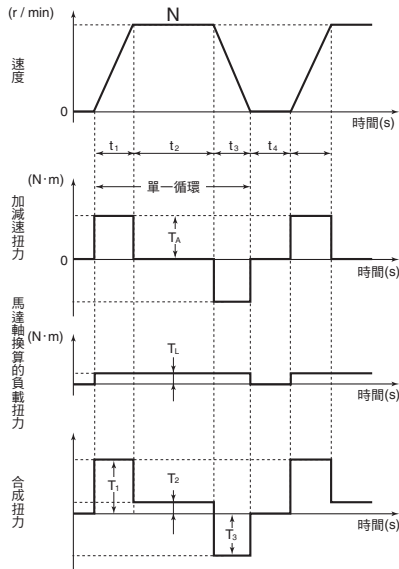 (r / min)
N
速度
0
時間(s)
t1
t2
t3
t4
(N·m)
單一循環
加減速扭力
TA
0
時間(s)
(N·m)
馬達軸換算的負載扭力
TL
時間(s)
合成扭力
T1
T2
T3
時間(s)